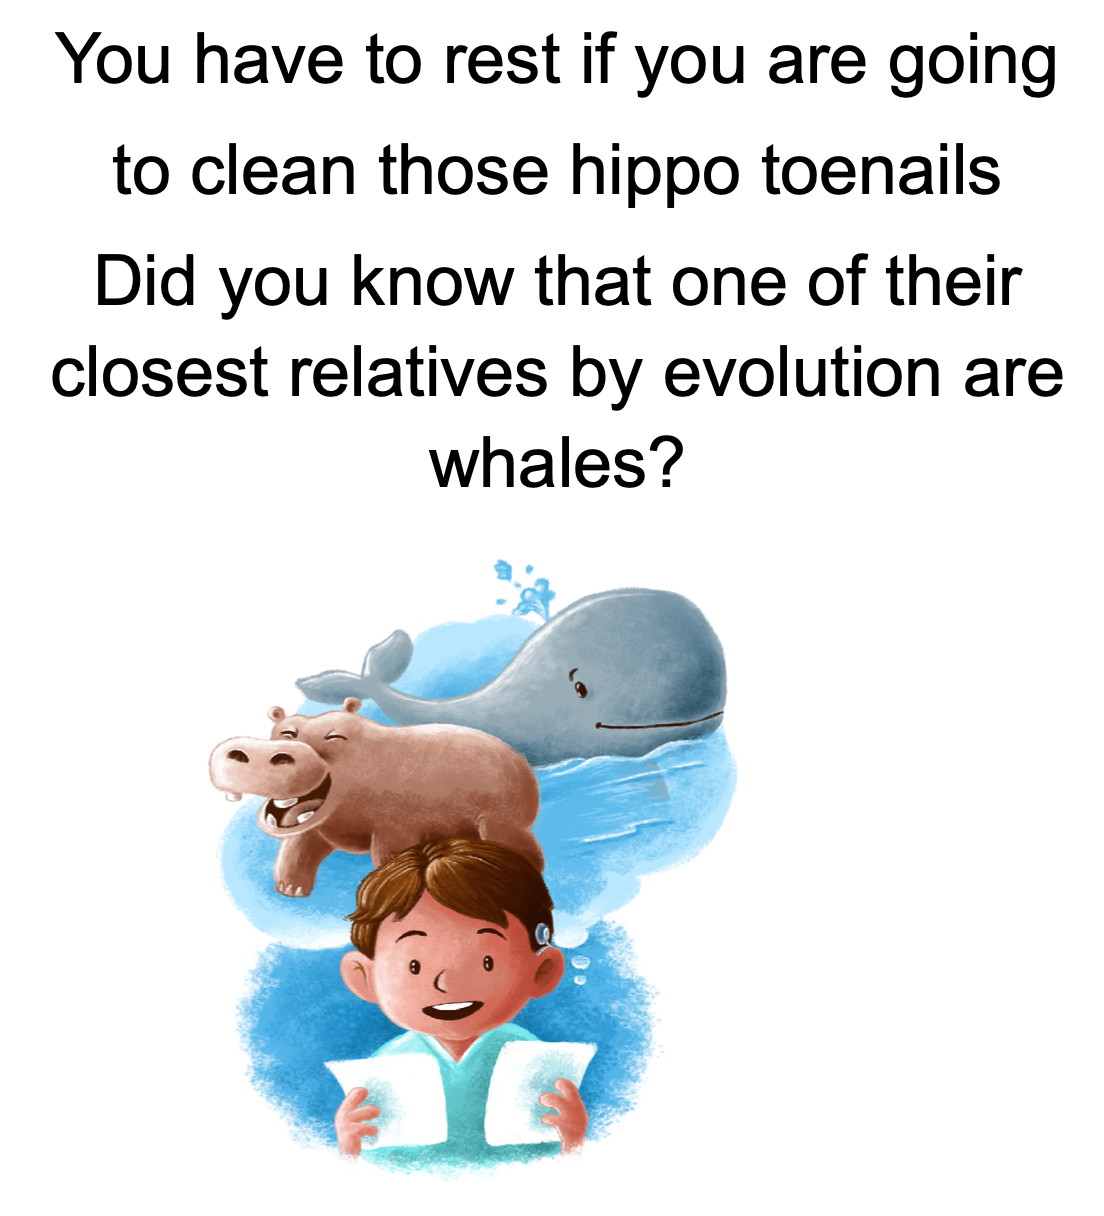 You have to rest if you are going
to clean those hippo toenails
Did you know that one of their
closest relatives by evolution are
whales?